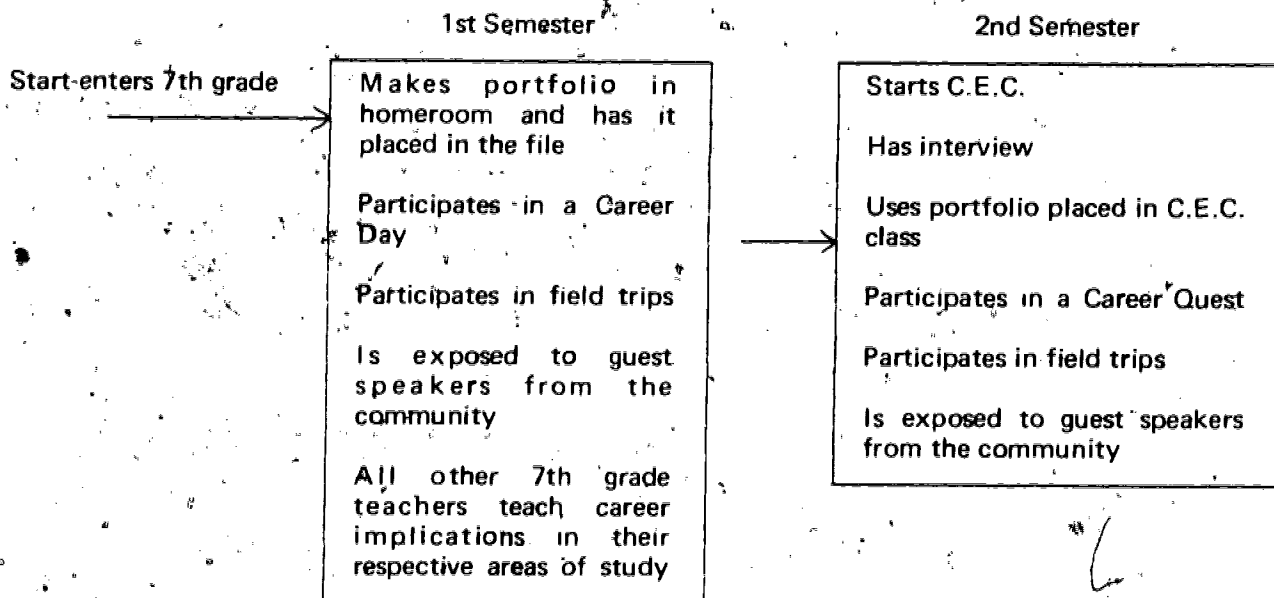 1st Semester
2nd Semester
Start-enters 7th grade
Makes portfolio in
homeroom and has it
placed in the file
Participates in a Career
Day
Participates in field trips
Is exposed to guest
speakers from the
community
All other 7th grade
teachers teach career
implications in their
respective areas of study
Starts C.E.C.
Has interview
Uses portfolio placed in C.E.C.
class
Participates in a Career Quest
Participates in field trips
Is exposed to guest speakers
from the community